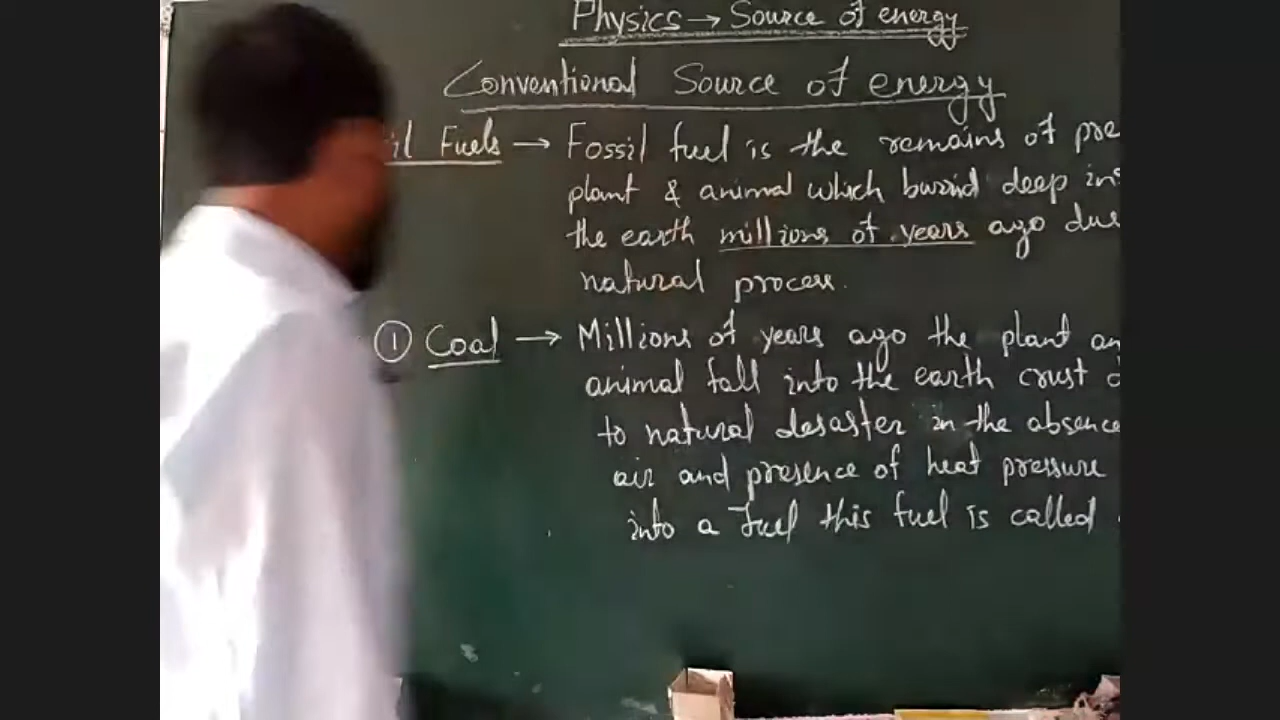 Physics → Source of energy
Conventional Source of energy
il Fuels → Fossil fuel is the remains of pre
plant & animal which burrid deep ins
the earth millions of years ago due
natural process.
① Coal → Millions of years ago the plant an
animal fall into the earth crust
to natural desaster in the absence
air and presence of heat pressure
into a fuel this fuel is called